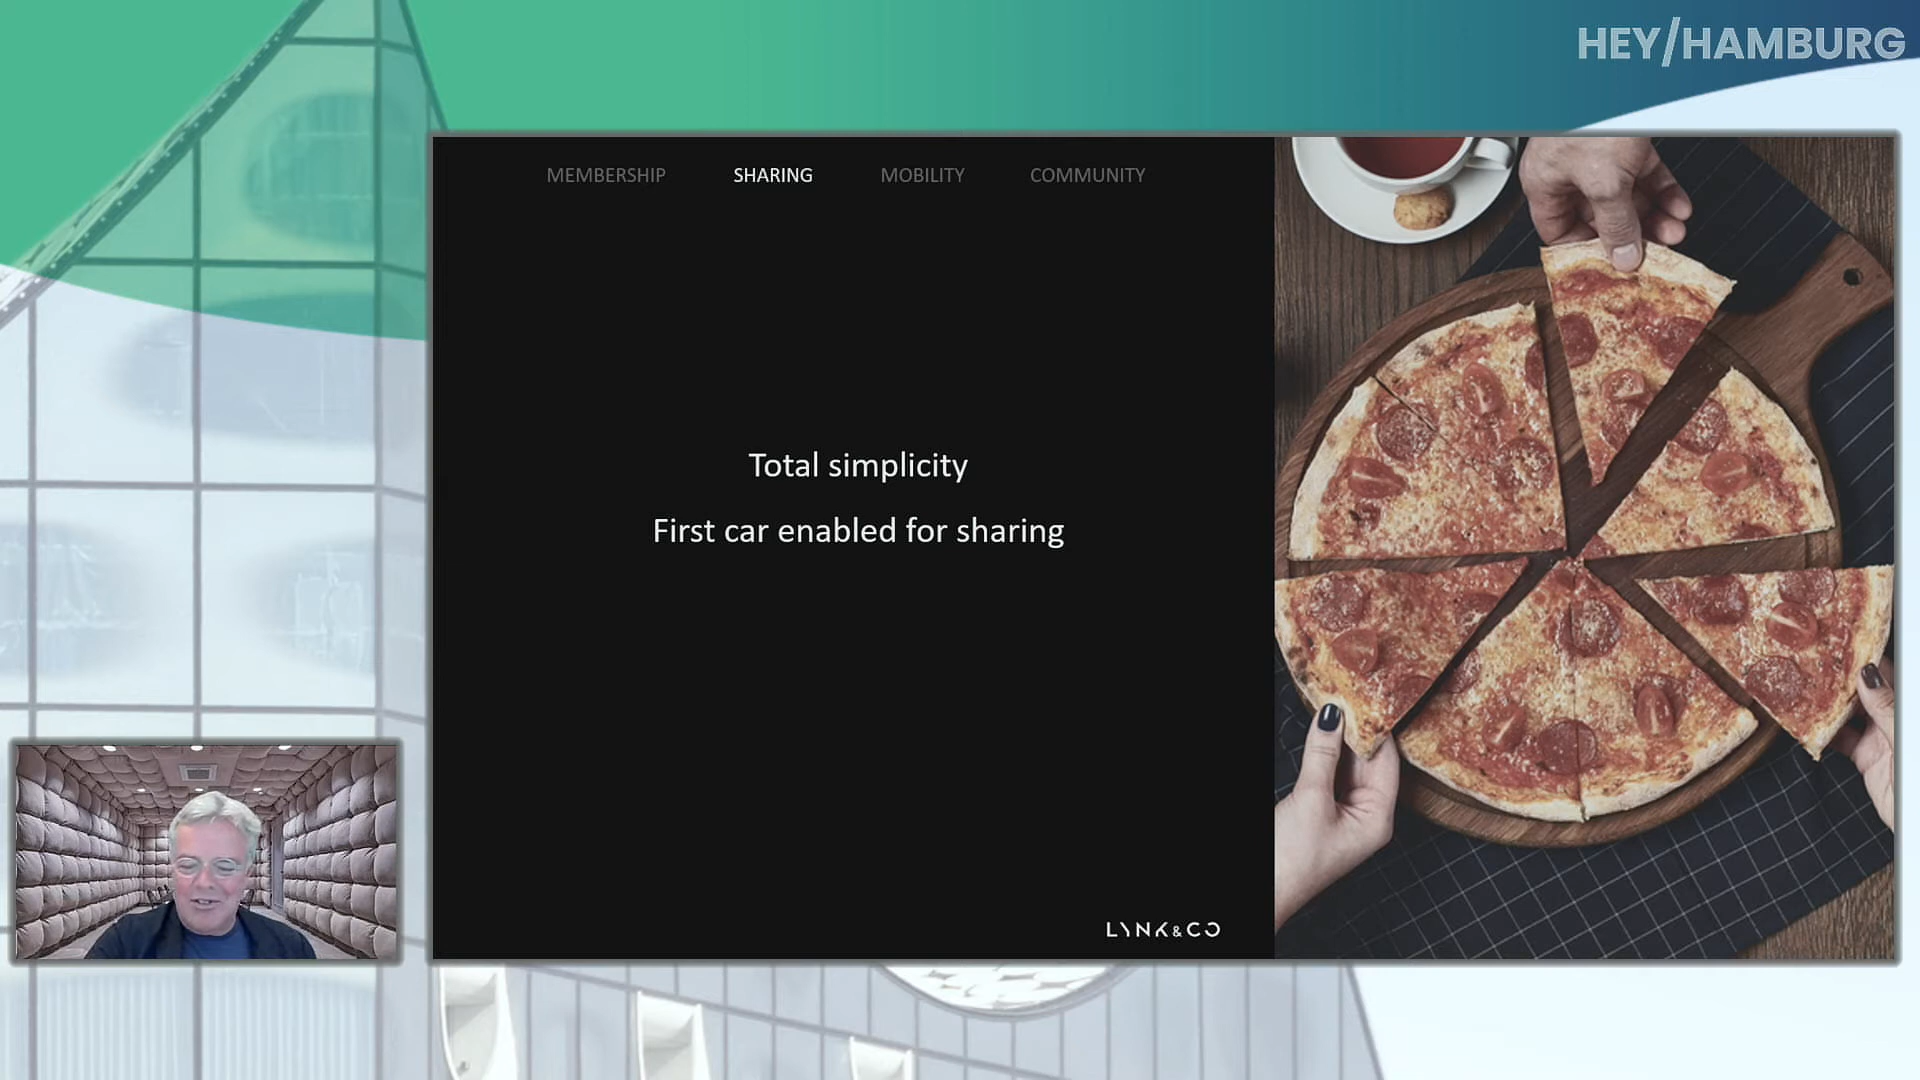 HEY/HAMBURG
MEMBERSHIP SHARING MOBILITY COMMUNITY
Total simplicity
First car enabled for sharing
LYNK&CO